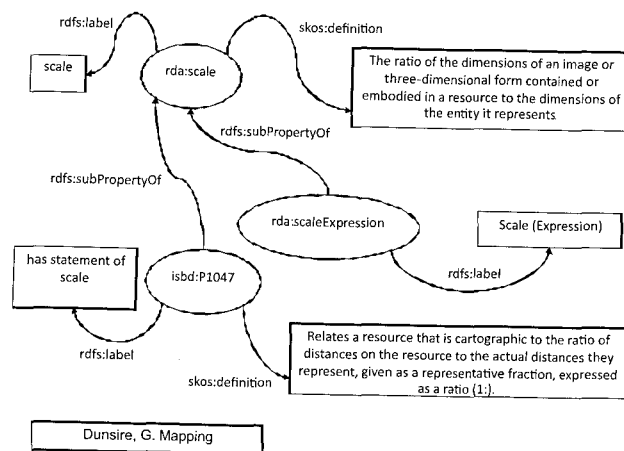 rdfs:label
skos:definition
scale
rda:scale
The ratio of the dimensions of an image or
three-dimensional form contained or
embodied in a resource to the dimensions of
the entity it represents
rdfs:subPropertyOf
rdfs:subPropertyOf
rda:scaleExpression
Scale (Expression)
has statement of
scale
isbd:P1047
rdfs:label
rdfs:label
Relates a resource that is cartographic to the ratio of
distances on the resource to the actual distances they
represent, given as a representative fraction, expressed
as a ratio (1:).
skos:definition
Dunsire, G. Mapping